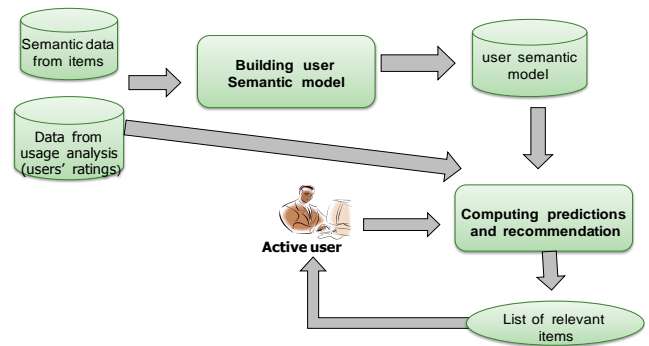 Semantic data
from items
Building user
Semantic model
user semantic
model
Data from
usage analysis
(users' ratings)
Computing predictions
and recommendation
Active user
List of relevant
items